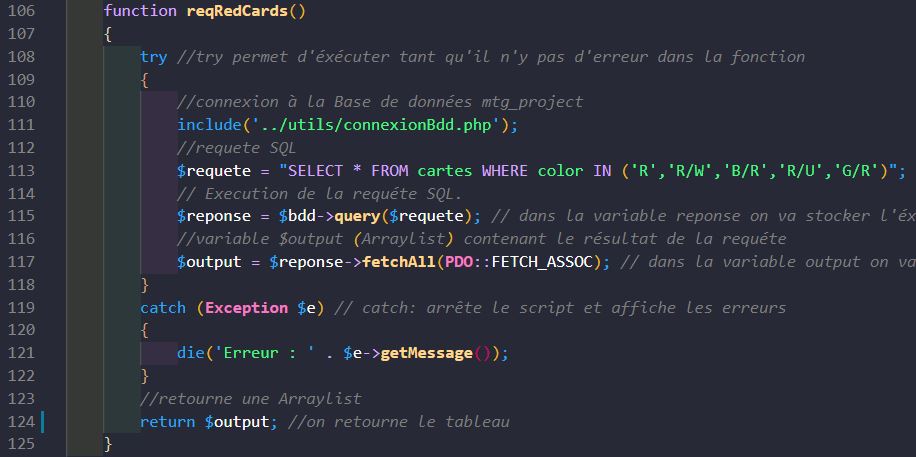 106 function reqRedCards()
107 {
108 try //try permet d'éxécuter tant qu'il n'y pas d'erreur dans la fonction
109 {
110 //connexion à la Base de données mtg_project
111 include('../utils/connexionBdd.php');
112 //requete SQL
113 $requete = "SELECT * FROM cartes WHERE color IN ('R','R/W','B/R','R/U','G/R')";
114 // Execution de la requéte SQL.
115 $reponse = $bdd->query($requete); // dans la variable reponse on va stocker l'éx
116 //variable $output (Arraylist) contenant le résultat de la requéte
117 $output = $reponse->fetchAll(PDO::FETCH_ASSOC); // dans la variable output on va
118 }
119 catch (Exception $e) // catch: arrête le script et affiche les erreurs
120 {
121 die('Erreur : ' . $e->getMessage());
122 }
123 //retourne une Arraylist
124 return $output; //on retourne le tableau
125 }